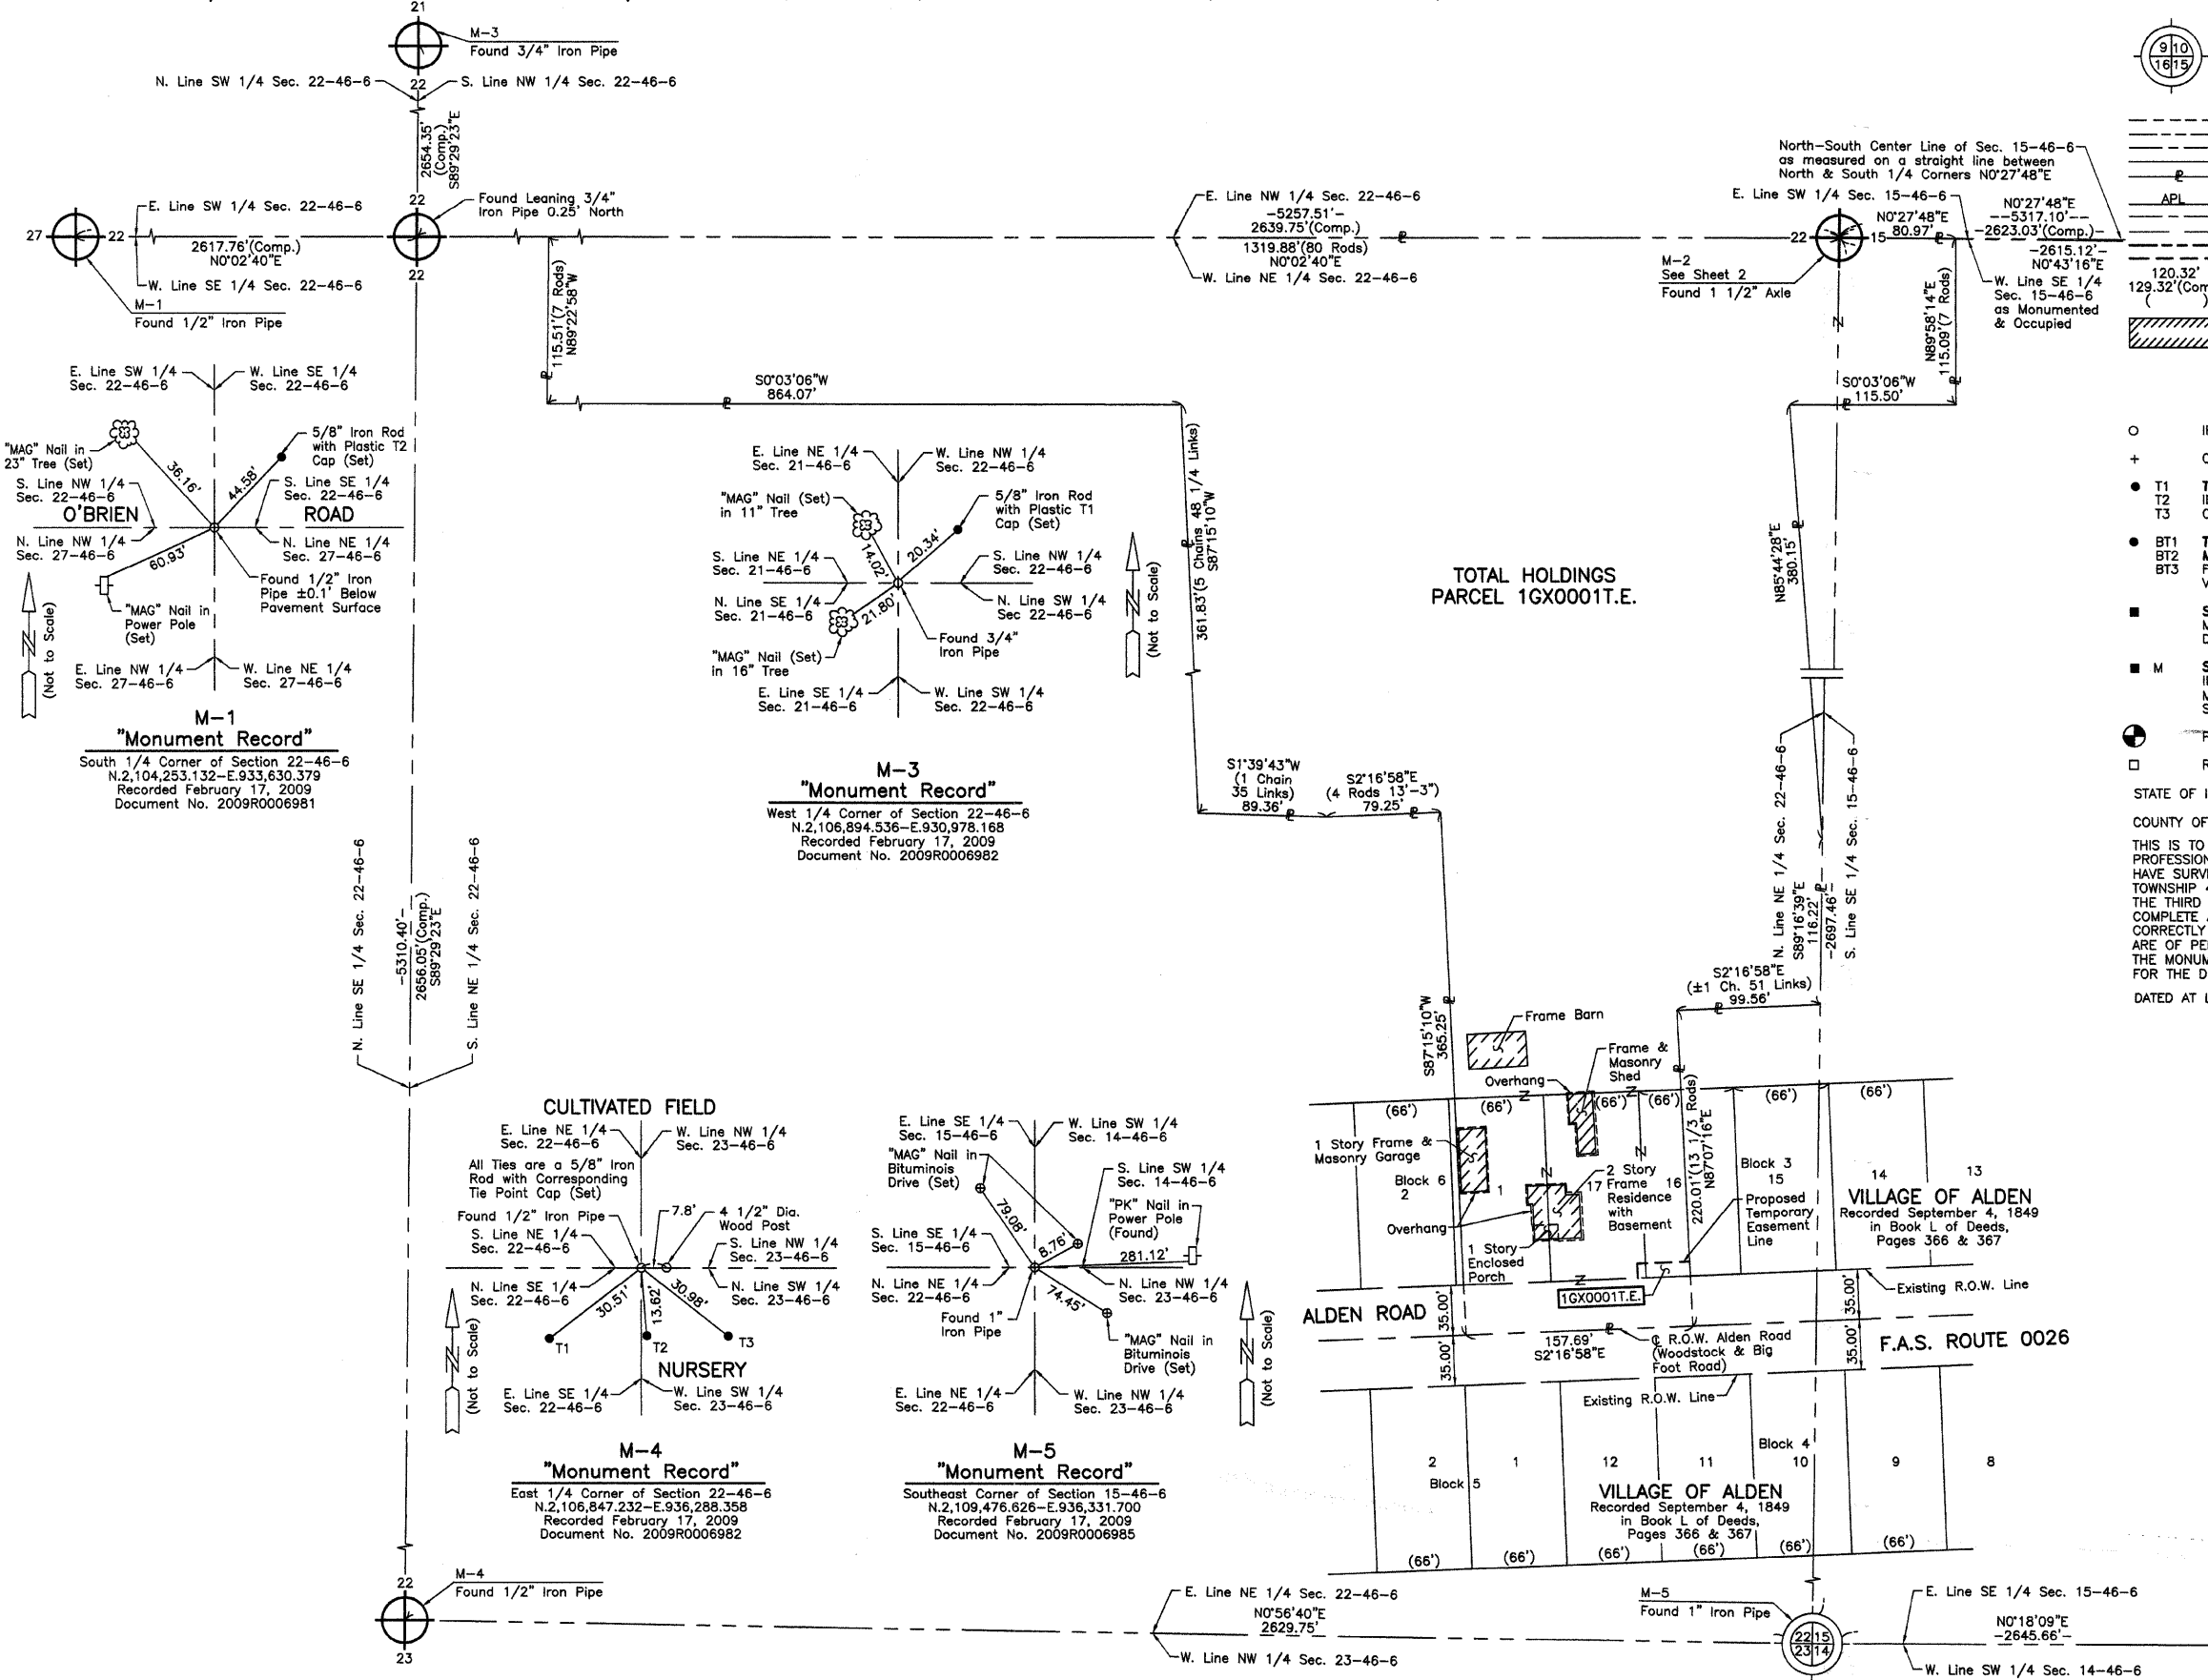 21
M-3
Found 3/4" Iron Pipe
N. Line SW 1/4 Sec. 22-46-6
22
S. Line NW 1/4 Sec. 22-46-6
2654.35'
(Comp.)
S89°29'23"E
E. Line SW 1/4 Sec. 22-46-6
22
Found Leaning 3/4"
Iron Pipe 0.25' North
27
22
2617.76'(Comp.)
N0°02'40"E
22
W. Line SE 1/4 Sec. 22-46-6
M-1
Found 1/2" Iron Pipe
115.51'(7 Rods)
N89°22'58"W
E. Line NW 1/4 Sec. 22-46-6
-5257.51'-
2639.75'(Comp.)
1319.88'(80 Rods)
N0°02'40"E
W. Line NE 1/4 Sec. 22-46-6
North-South Center Line of Sec. 15-46-6
as measured on a straight line between
North & South 1/4 Corners N0°27'48"E
E. Line SW 1/4 Sec. 15-46-6
N0°27'48"E
80.97'
N0°27'48"E
--5317.10'--
-2623.03'(Comp.)-
-2615.12'-
N0°43'16"E
22
15
M-2
See Sheet 2
Found 1 1/2" Axle
W. Line SE 1/4
Sec. 15-46-6
as Monumented
& Occupied
N89°58'14"E
115.09'(7 Rods)
9 10
16 15
APL
120.32'
129.32'(Com
( )
S0°03'06"W
864.07'
S0°03'06"W
115.50'
E. Line SW 1/4
Sec. 22-46-6
W. Line SE 1/4
Sec. 22-46-6
"MAG" Nail in
23" Tree (Set)
5/8" Iron Rod
with Plastic T2
Cap (Set)
36.16'
44.58'
S. Line NW 1/4
Sec. 22-46-6
S. Line SE 1/4
Sec. 22-46-6
O'BRIEN
ROAD
N. Line NW 1/4
Sec. 27-46-6
N. Line NE 1/4
Sec. 27-46-6
60.93'
Found 1/2" Iron
Pipe ±0.1' Below
Pavement Surface
"MAG" Nail in
Power Pole
(Set)
E. Line NW 1/4
Sec. 27-46-6
W. Line NE 1/4
Sec. 27-46-6
N
(Not to Scale)
M-1
"Monument Record"
South 1/4 Corner of Section 22-46-6
N.2,104,253.132-E.933,630.379
Recorded February 17, 2009
Document No. 2009R0006981
E. Line NE 1/4
Sec. 21-46-6
W. Line NW 1/4
Sec. 22-46-6
"MAG" Nail (Set)
in 11" Tree
5/8" Iron Rod
with Plastic T1
Cap (Set)
14.02'
20.34'
S. Line NE 1/4
Sec. 21-46-6
S. Line NW 1/4
Sec. 22-46-6
N. Line SE 1/4
Sec. 21-46-6
N. Line SW 1/4
Sec 22-46-6
21.80'
"MAG" Nail (Set)
in 16" Tree
Found 3/4"
Iron Pipe
E. Line SE 1/4
Sec. 21-46-6
W. Line SW 1/4
Sec. 22-46-6
N
(Not to Scale)
M-3
"Monument Record"
West 1/4 Corner of Section 22-46-6
N.2,106,894.536-E.930,978.168
Recorded February 17, 2009
Document No. 2009R0006982
361.83'(5 Chains 48 1/4 Links)
S87°15'10"W
TOTAL HOLDINGS
PARCEL 1GX0001T.E.
N85°44'28"E
380.15'
S1°39'43"W
(1 Chain
35 Links)
89.36'
S2°16'58"E
(4 Rods 13'-3")
79.25'
N. Line NE 1/4 Sec. 22-46-6
S89°16'39"E
116.22'
-2697.46'-
S. Line SE 1/4 Sec. 15-46-6
T1
T2
T3
BT1
BT2
BT3
M
STATE OF I
COUNTY OF
THIS IS TO
PROFESSION
HAVE SURV
TOWNSHIP
THE THIRD
COMPLETE
CORRECTLY
ARE OF PE
THE MONUM
FOR THE D
DATED AT L
N. Line SE 1/4 Sec. 22-46-6
-5310.40'-
2656.05'(Comp.)
S89°29'23"E
S. Line NE 1/4 Sec. 22-46-6
S87°15'10"W
365.25'
S2°16'58"E
(±1 Ch. 51 Links)
99.56'
Frame Barn
Frame &
Masonry
Shed
Overhang
(66')
(66')
(66')
(66')
(66')
(66')
1 Story Frame &
Masonry Garage
Block 6
2
1
17
16
2 Story
Frame
Residence
with
Basement
220.01'(13 1/3 Rods)
N87°07'16"E
Block 3
15
14
13
Proposed
Temporary
Easement
Line
VILLAGE OF ALDEN
Recorded September 4, 1849
in Book L of Deeds,
Pages 366 & 367
Overhang
1 Story
Enclosed
Porch
1GX0001T.E.
Existing R.O.W. Line
ALDEN ROAD
35.00'
35.00'
157.69'
S2°16'58"E
℄ R.O.W. Alden Road
(Woodstock & Big
Foot Road)
35.00'
35.00'
F.A.S. ROUTE 0026
Existing R.O.W. Line
2
Block 5
1
12
11
Block 4
10
9
8
VILLAGE OF ALDEN
Recorded September 4, 1849
in Book L of Deeds,
Pages 366 & 367
(66')
(66')
(66')
(66')
(66')
(66')
CULTIVATED FIELD
E. Line NE 1/4
Sec. 22-46-6
W. Line NW 1/4
Sec. 23-46-6
All Ties are a 5/8" Iron
Rod with Corresponding
Tie Point Cap (Set)
Found 1/2" Iron Pipe
7.8'
4 1/2" Dia.
Wood Post
S. Line NE 1/4
Sec. 22-46-6
S. Line NW 1/4
Sec. 23-46-6
N. Line SE 1/4
Sec. 22-46-6
N. Line SW 1/4
Sec. 23-46-6
30.51'
13.62'
30.98'
T1
T2
T3
NURSERY
E. Line SE 1/4
Sec. 22-46-6
W. Line SW 1/4
Sec. 23-46-6
N
(Not to Scale)
M-4
"Monument Record"
East 1/4 Corner of Section 22-46-6
N.2,106,847.232-E.936,288.358
Recorded February 17, 2009
Document No. 2009R0006982
E. Line SE 1/4
Sec. 15-46-6
W. Line SW 1/4
Sec. 14-46-6
"MAG" Nail in
Bituminois
Drive (Set)
S. Line SW 1/4
Sec. 14-46-6
"PK" Nail in
Power Pole
(Found)
79.08'
8.76'
281.12'
S. Line SE 1/4
Sec. 15-46-6
N. Line NE 1/4
Sec. 22-46-6
N. Line NW 1/4
Sec. 23-46-6
74.45'
Found 1"
Iron Pipe
"MAG" Nail in
Bituminois
Drive (Set)
E. Line NE 1/4
Sec. 22-46-6
W. Line NW 1/4
Sec. 23-46-6
N
(Not to Scale)
M-5
"Monument Record"
Southeast Corner of Section 15-46-6
N.2,109,476.626-E.936,331.700
Recorded February 17, 2009
Document No. 2009R0006985
22
M-4
Found 1/2" Iron Pipe
23
E. Line NE 1/4 Sec. 22-46-6
N0°56'40"E
2629.75'
W. Line NW 1/4 Sec. 23-46-6
M-5
Found 1" Iron Pipe
22 15
23 14
E. Line SE 1/4 Sec. 15-46-6
N0°18'09"E
-2645.66'-
W. Line SW 1/4 Sec. 14-46-6